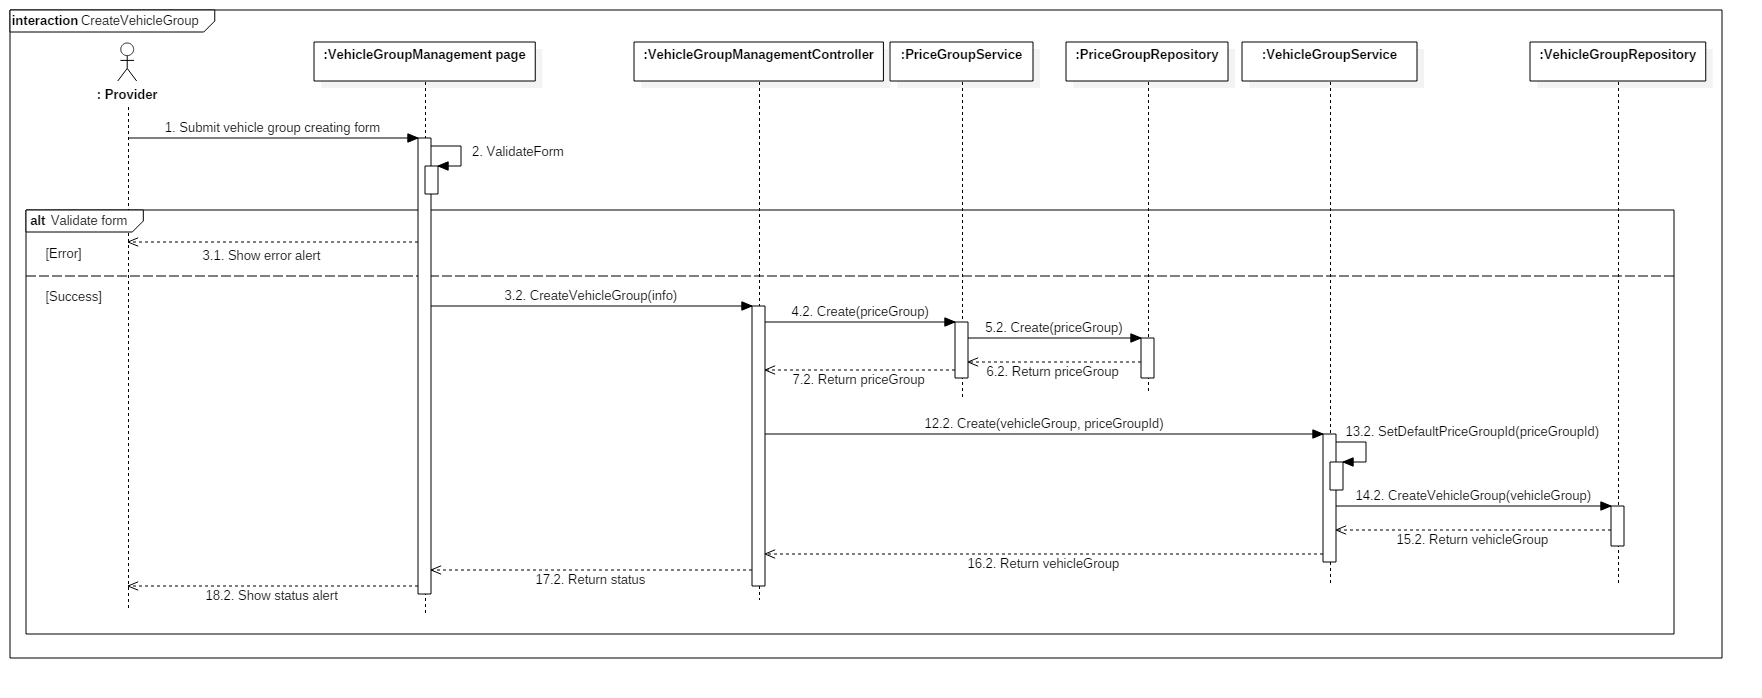 interaction CreateVehicleGroup
:VehicleGroupManagement page
:VehicleGroupManagementController
:PriceGroupService
:PriceGroupRepository
:VehicleGroupService
:VehicleGroupRepository
: Provider
1. Submit vehicle group creating form
2. ValidateForm
alt Validate form
[Error]
3.1. Show error alert
[Success]
3.2. CreateVehicleGroup(info)
4.2. Create(priceGroup)
5.2. Create(priceGroup)
6.2. Return priceGroup
7.2. Return priceGroup
12.2. Create(vehicleGroup, priceGroupId)
13.2. SetDefaultPriceGroupId(priceGroupId)
14.2. CreateVehicleGroup(vehicleGroup)
15.2. Return vehicleGroup
16.2. Return vehicleGroup
17.2. Return status
18.2. Show status alert